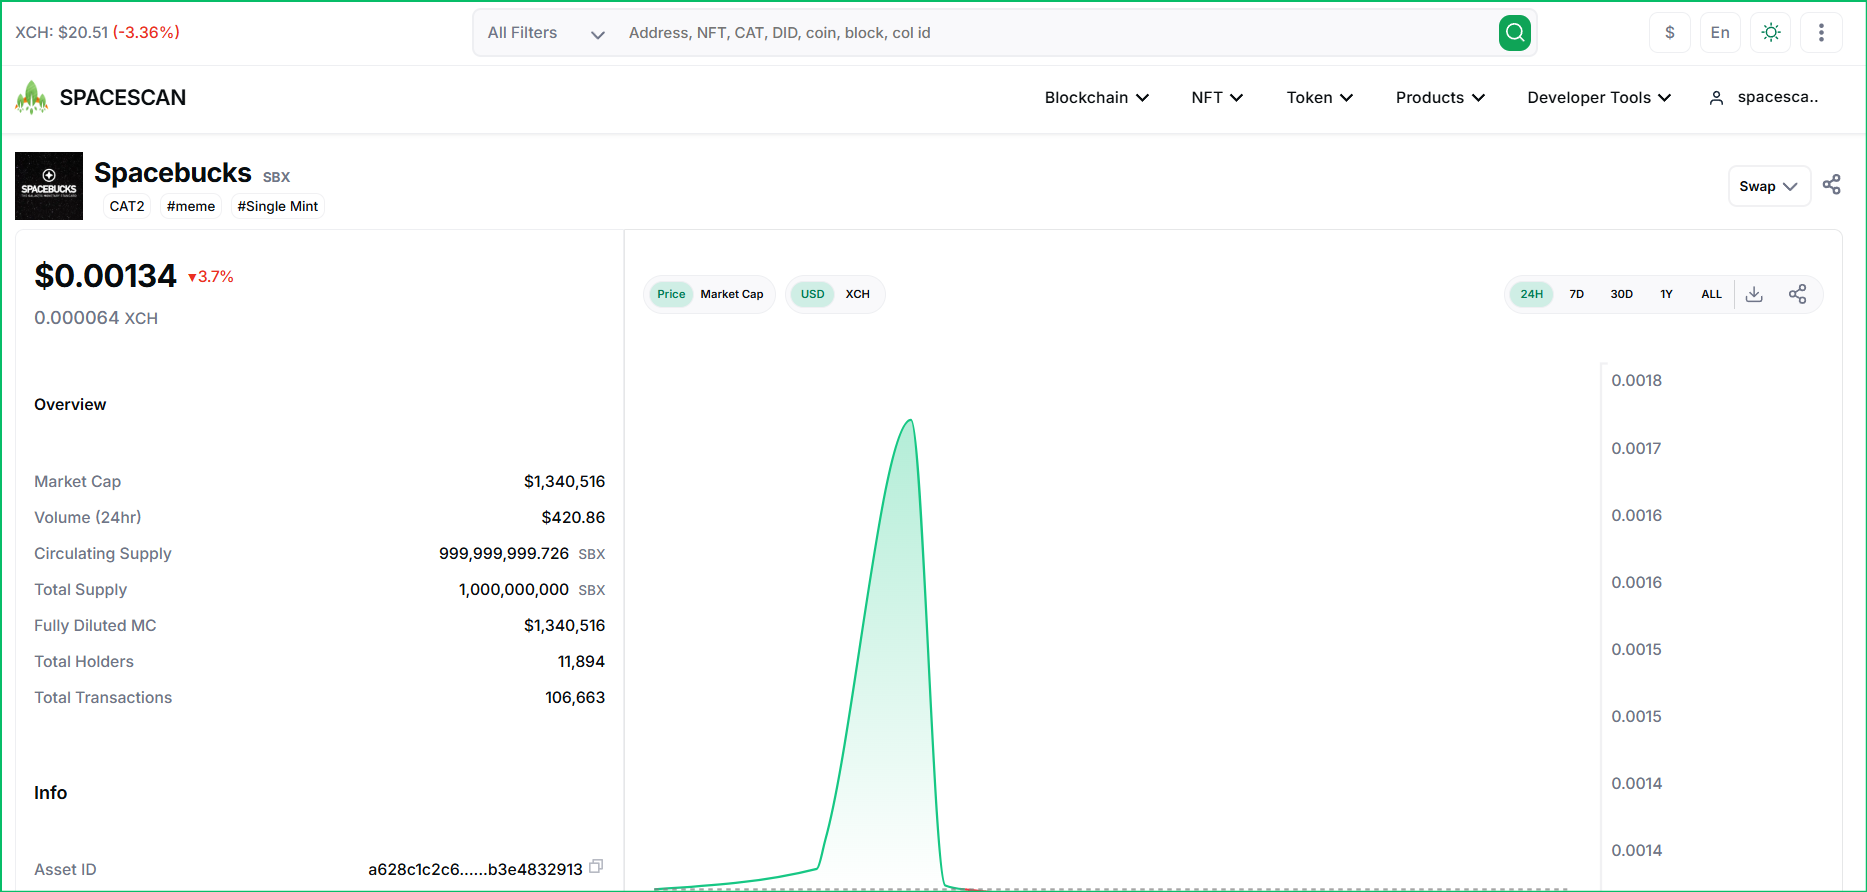 XCH: $20.51 (-3.36%)
All Filters
Address, NFT, CAT, DID, coin, block, col id
$
En
SPACESCAN
Blockchain
NFT
Token
Products
Developer Tools
spacesca..
SPACEBUCKS
Spacebucks SBX
CAT2 #meme #Single Mint
Swap
$0.00134 ▾3.7%
0.000064 XCH
Overview
Market Cap $1,340,516
Volume (24hr) $420.86
Circulating Supply 999,999,999.726 SBX
Total Supply 1,000,000,000 SBX
Fully Diluted MC $1,340,516
Total Holders 11,894
Total Transactions 106,663
Info
Asset ID a628c1c2c6......b3e4832913
Price Market Cap
USD XCH
24H 7D 30D 1Y ALL
0.0018
0.0017
0.0016
0.0016
0.0015
0.0015
0.0014
0.0014